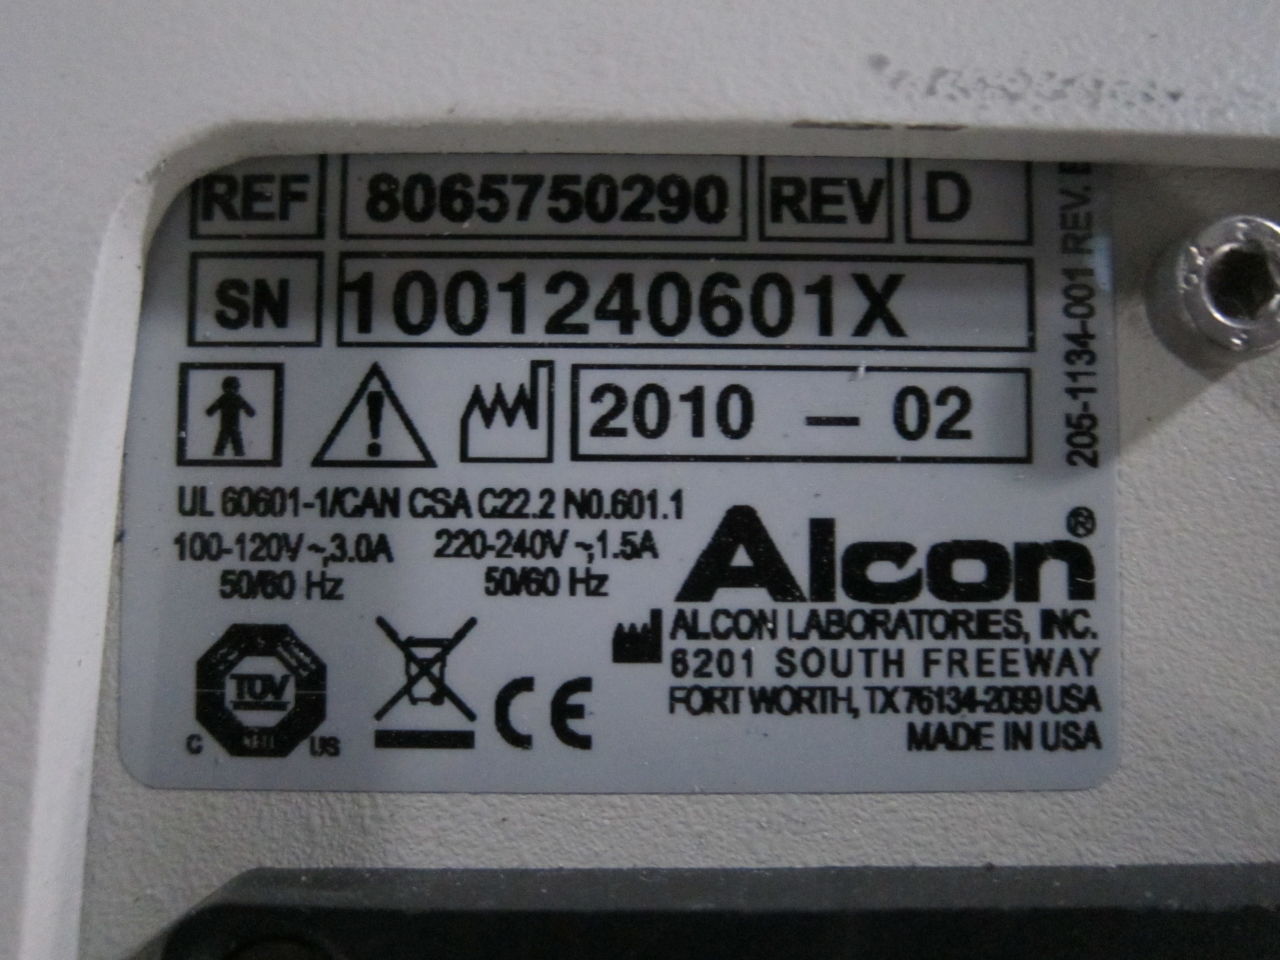 REF 8065750290 REV D
SN 1001240601X
2010 – 02
205-1134-001 REV.
UL 60601-1/CAN CSA C22.2 N0.601.1
100-120V ~,3.0A 220-240V ~,1.5A
50/60 Hz 50/60 Hz
Alcon®
ALCON LABORATORIES, INC.
6201 SOUTH FREEWAY
FORT WORTH, TX 76134-2099 USA
MADE IN USA
TÜV
C US
CE